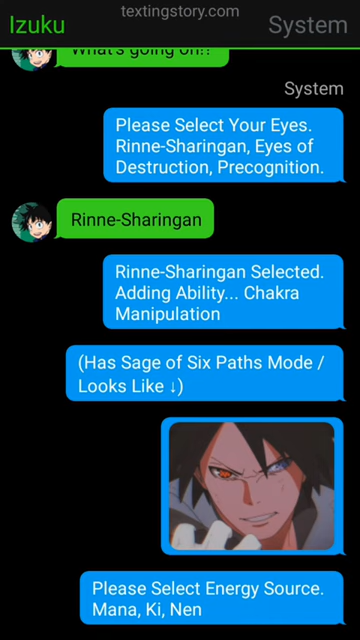 textingstory.com
Izuku
System
What's going on!!
System
Please Select Your Eyes.
Rinne-Sharingan, Eyes of
Destruction, Precognition.
Rinne-Sharingan
Rinne-Sharingan Selected.
Adding Ability... Chakra
Manipulation
(Has Sage of Six Paths Mode /
Looks Like ↓)
Please Select Energy Source.
Mana, Ki, Nen